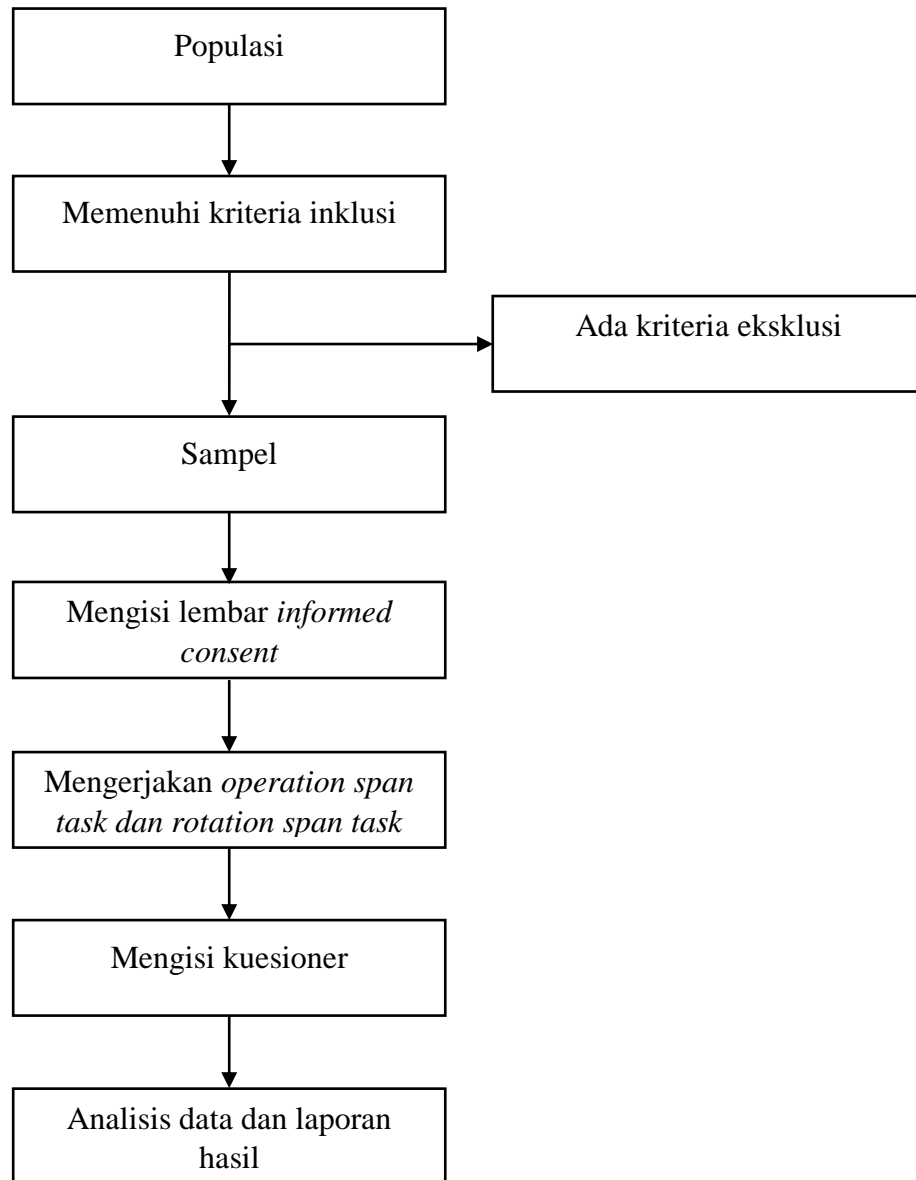 Populasi
Memenuhi kriteria inklusi
Ada kriteria eksklusi
Sampel
Mengisi lembar informed
consent
Mengerjakan operation span
task dan rotation span task
Mengisi kuesioner
Analisis data dan laporan
hasil